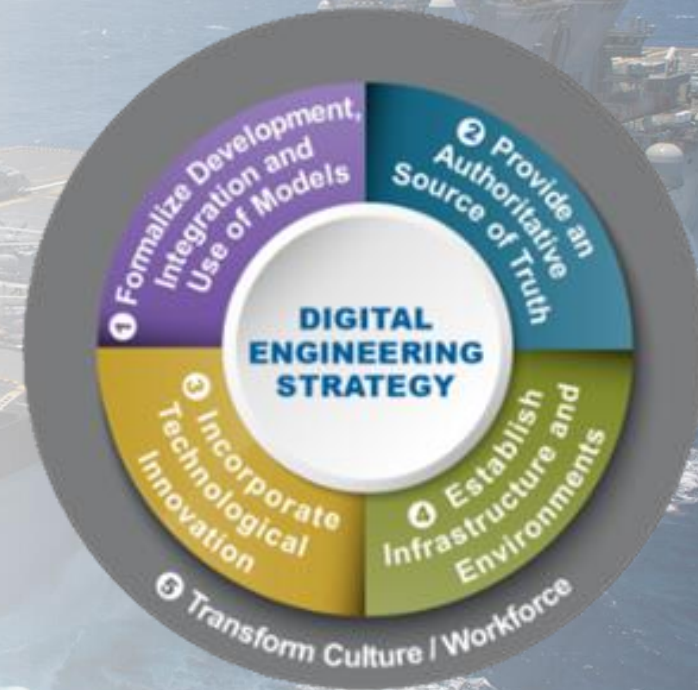 ① Formalize Development,
Integration and
Use of Models
② Provide an
Authoritative
Source of Truth
DIGITAL
ENGINEERING
STRATEGY
③ Incorporate
Technological
Innovation
④ Establish
Infrastructure and
Environments
⑤ Transform Culture / Workforce